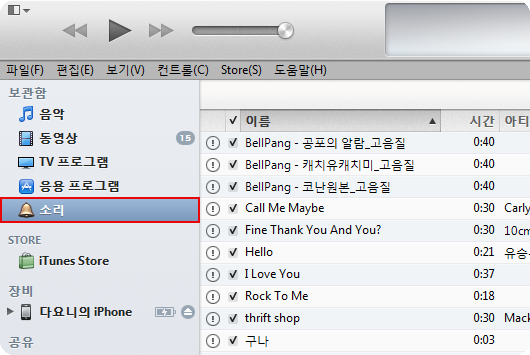 파일(F) 편집(E) 보기(V) 컨트롤(C) Store(S) 도움말(H)
보관함
음악
동영상 15
TV 프로그램
응용 프로그램
소리
STORE
iTunes Store
장비
다요니의 iPhone
공유
이름 시간 아티
BellPang - 공포의 알람_고음질 0:40
BellPang - 캐치유캐치미_고음질 0:40
BellPang - 코난원본_고음질 0:40
Call Me Maybe 0:30 Carly
Fine Thank You And You? 0:30 10cm
Hello 0:21 유승
I Love You 0:37
Rock To Me 0:18
thrift shop 0:30 Mack
구나 0:03